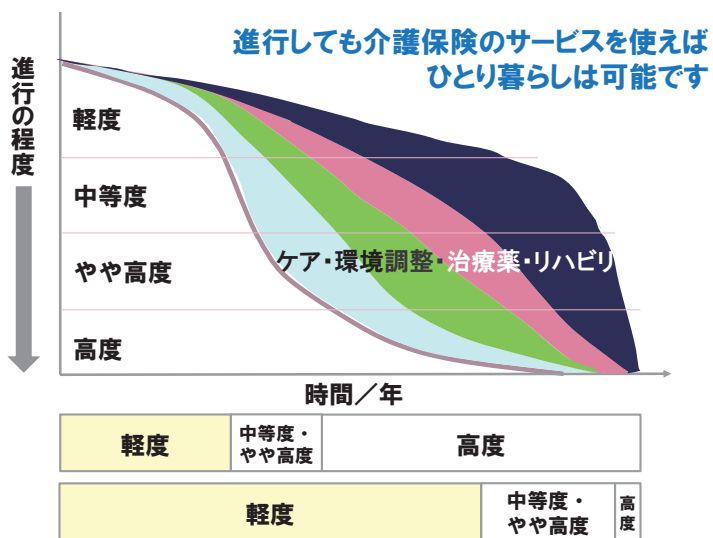 進行しても介護保険のサービスを使えば
ひとり暮らしは可能です
進行の程度
軽度
中等度
やや高度
高度
ケア・環境調整・治療薬・リハビリ
時間／年
軽度
中等度・
やや高度
高度
軽度
中等度・
やや高度
高度